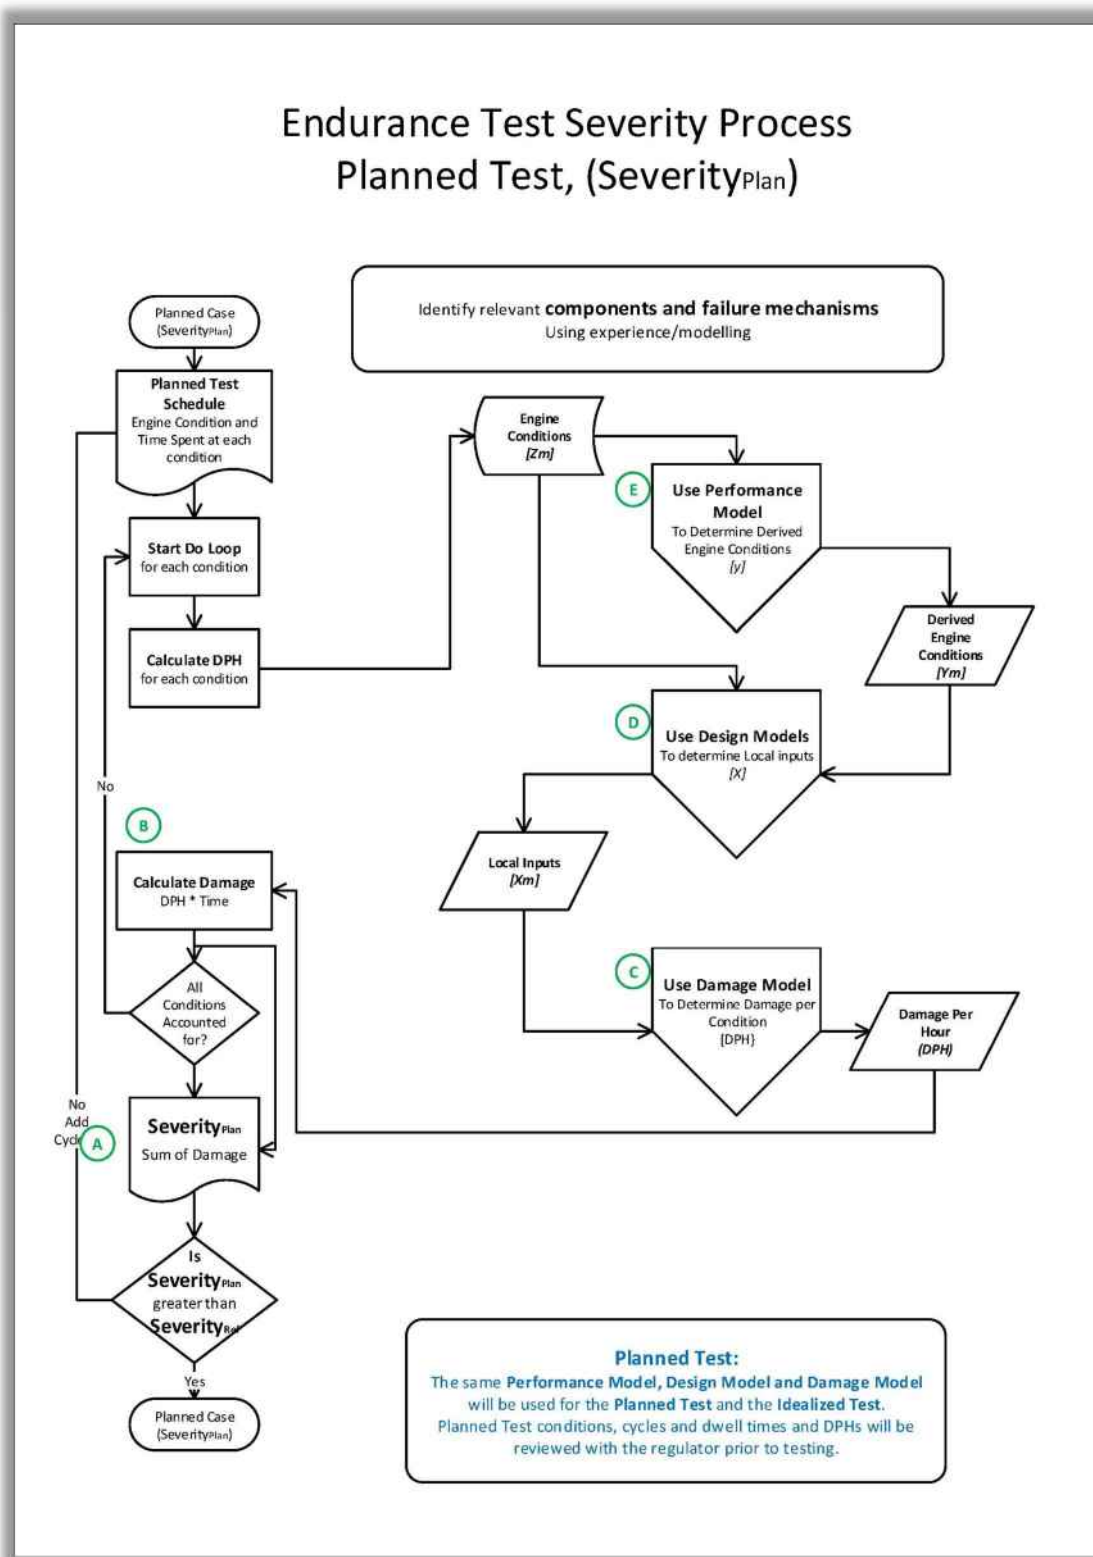 Endurance Test Severity Process
Planned Test, (SeverityPlan)
Identify relevant components and failure mechanisms
Using experience/modelling
Planned Case
(SeverityPlan)
Planned Test
Schedule
Engine Condition and
Time Spent at each
condition
Start Do Loop
for each condition
Calculate DPH
for each condition
Engine
Conditions
[Zm]
E
Use Performance
Model
To Determine Derived
Engine Conditions
[y]
Derived
Engine
Conditions
[Ym]
D
Use Design Models
To determine Local inputs
[X]
Local Inputs
[Xm]
C
Use Damage Model
To Determine Damage per
Condition
{DPH}
Damage Per
Hour
(DPH)
No
B
Calculate Damage
DPH * Time
All
Conditions
Accounted
for?
No
Add
A
SeverityPlan
Sum of Damage
Is
SeverityPlan
greater than
SeverityRef
Yes
Planned Case
(SeverityPlan)
Planned Test:
The same Performance Model, Design Model and Damage Model
will be used for the Planned Test and the Idealized Test.
Planned Test conditions, cycles and dwell times and DPHs will be
reviewed with the regulator prior to testing.